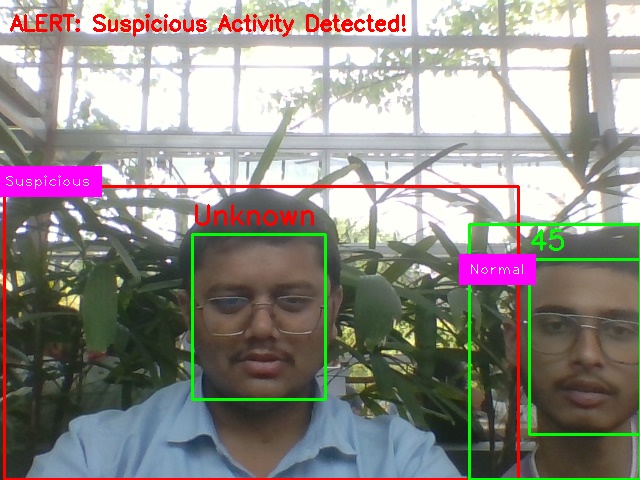 ALERT: Suspicious Activity Detected!
Suspicious
Unknown
45
Normal